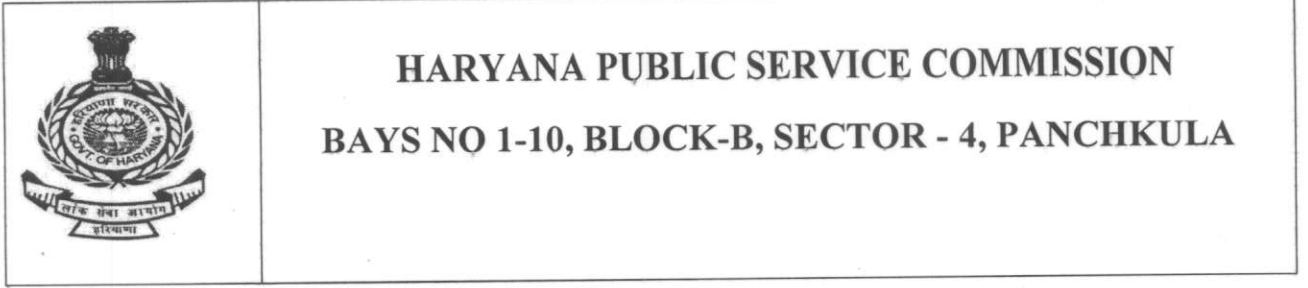 हरियाणा सरकार
GOVT. OF HARYANA
लोक सेवा आयोग
हरियाणा
HARYANA PUBLIC SERVICE COMMISSION
BAYS NO 1-10, BLOCK-B, SECTOR - 4, PANCHKULA